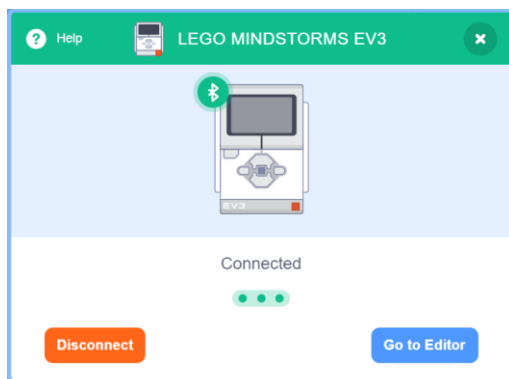 Help
LEGO MINDSTORMS EV3
EV3
Connected
Disconnect
Go to Editor